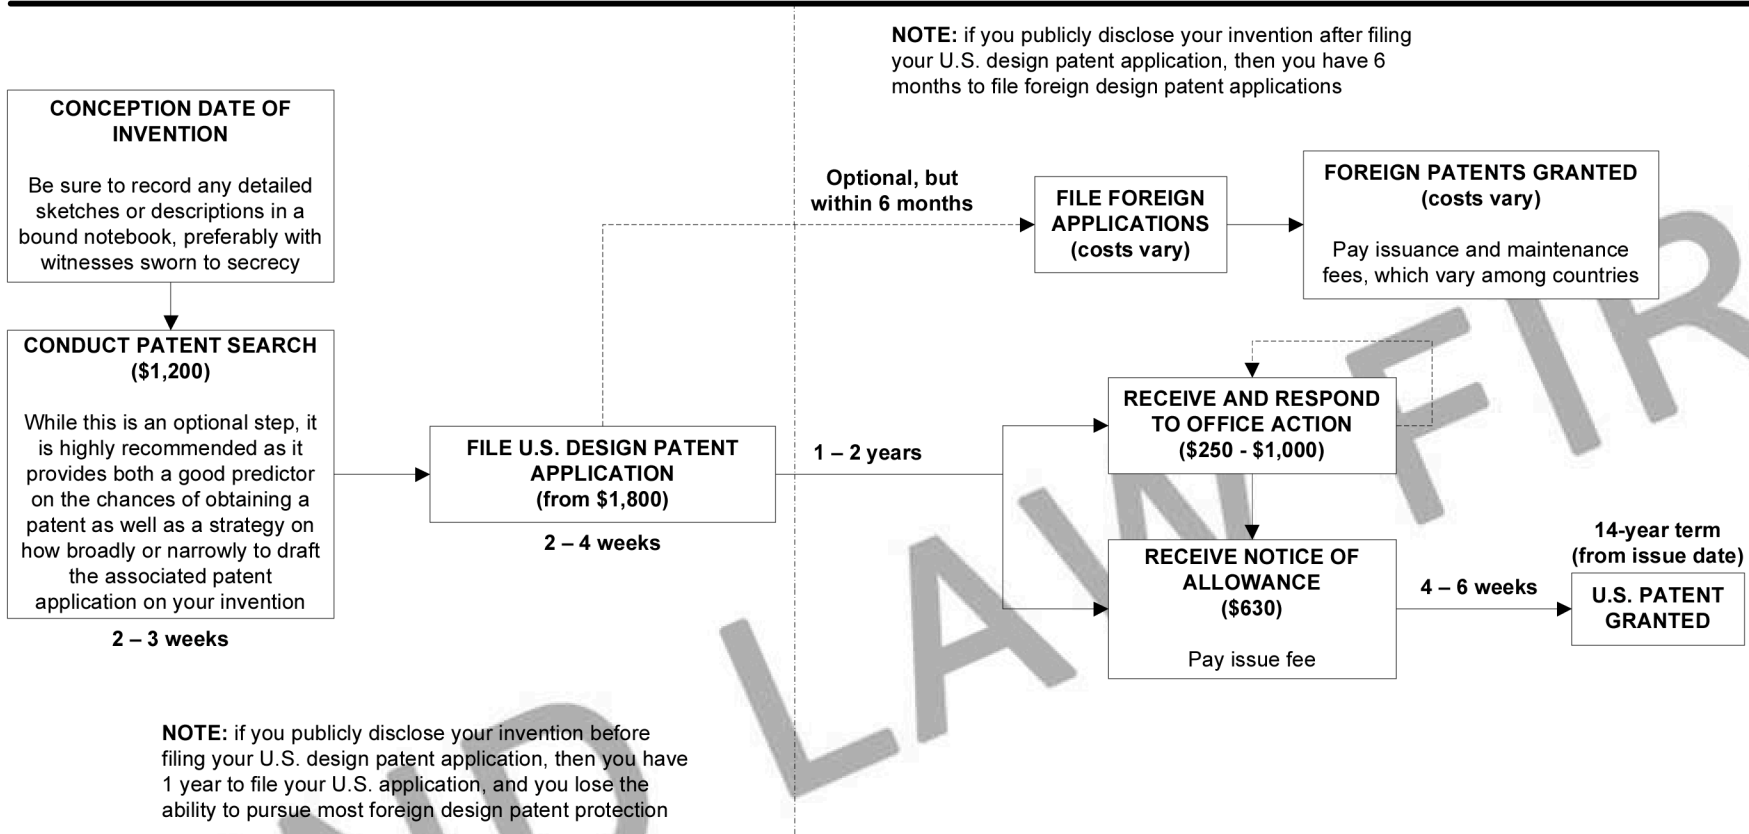 NOTE: if you publicly disclose your invention after filing
your U.S. design patent application, then you have 6
months to file foreign design patent applications
CONCEPTION DATE OF
INVENTION
Be sure to record any detailed
sketches or descriptions in a
bound notebook, preferably with
witnesses sworn to secrecy
CONDUCT PATENT SEARCH
($1,200)
While this is an optional step, it
is highly recommended as it
provides both a good predictor
on the chances of obtaining a
patent as well as a strategy on
how broadly or narrowly to draft
the associated patent
application on your invention
2 – 3 weeks
FILE U.S. DESIGN PATENT
APPLICATION
(from $1,800)
2 – 4 weeks
Optional, but
within 6 months
FILE FOREIGN
APPLICATIONS
(costs vary)
FOREIGN PATENTS GRANTED
(costs vary)
Pay issuance and maintenance
fees, which vary among countries
1 – 2 years
RECEIVE AND RESPOND
TO OFFICE ACTION
($250 - $1,000)
RECEIVE NOTICE OF
ALLOWANCE
($630)
Pay issue fee
4 – 6 weeks
14-year term
(from issue date)
U.S. PATENT
GRANTED
NOTE: if you publicly disclose your invention before
filing your U.S. design patent application, then you have
1 year to file your U.S. application, and you lose the
ability to pursue most foreign design patent protection
ND LAW FIR